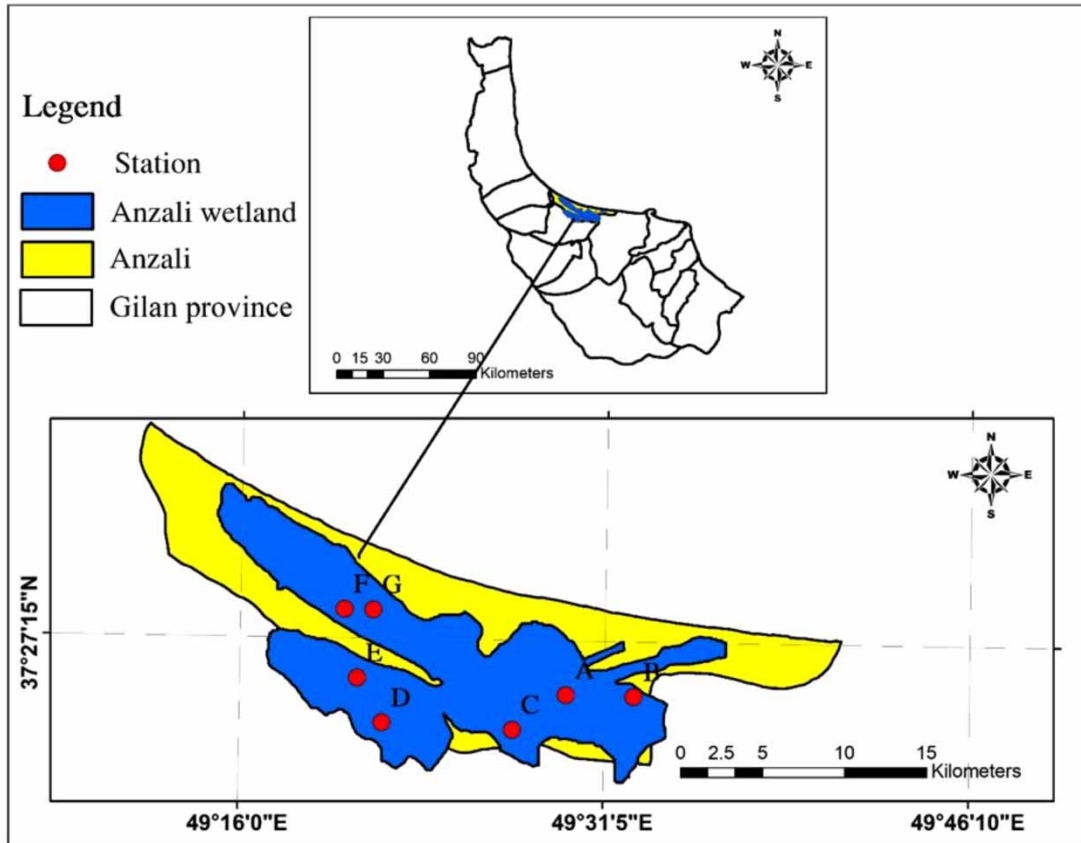 N
W E
S
Legend
Station
Anzali wetland
Anzali
Gilan province
0 15 30 60 90
Kilometers
N
W E
S
F G
E
D
A
B
C
37°27'15"N
0 2.5 5 10 15
Kilometers
49°16'0"E 49°31'5"E 49°46'10"E